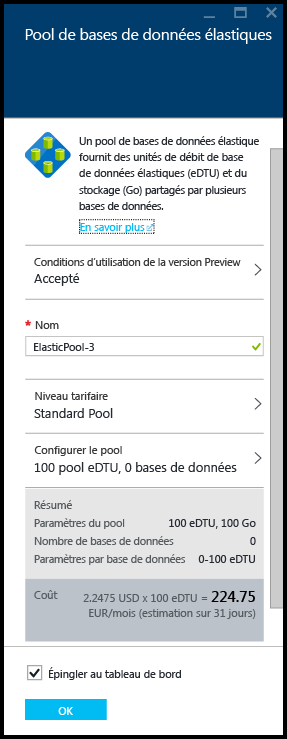 Pool de bases de données élastiques
Un pool de bases de données élastique
fournit des unités de débit de base
de données élastiques (eDTU) et du
stockage (Go) partagés par plusieurs
bases de données.
En savoir plus
Conditions d'utilisation de la version Preview
Accepté
* Nom
ElasticPool-3
Niveau tarifaire
Standard Pool
Configurer le pool
100 pool eDTU, 0 bases de données
Résumé
Paramètres du pool 100 eDTU, 100 Go
Nombre de bases de données 0
Paramètres par base de données 0-100 eDTU
Coût 2.2475 USD x 100 eDTU = 224.75
EUR/mois (estimation sur 31 jours)
Épingler au tableau de bord
OK